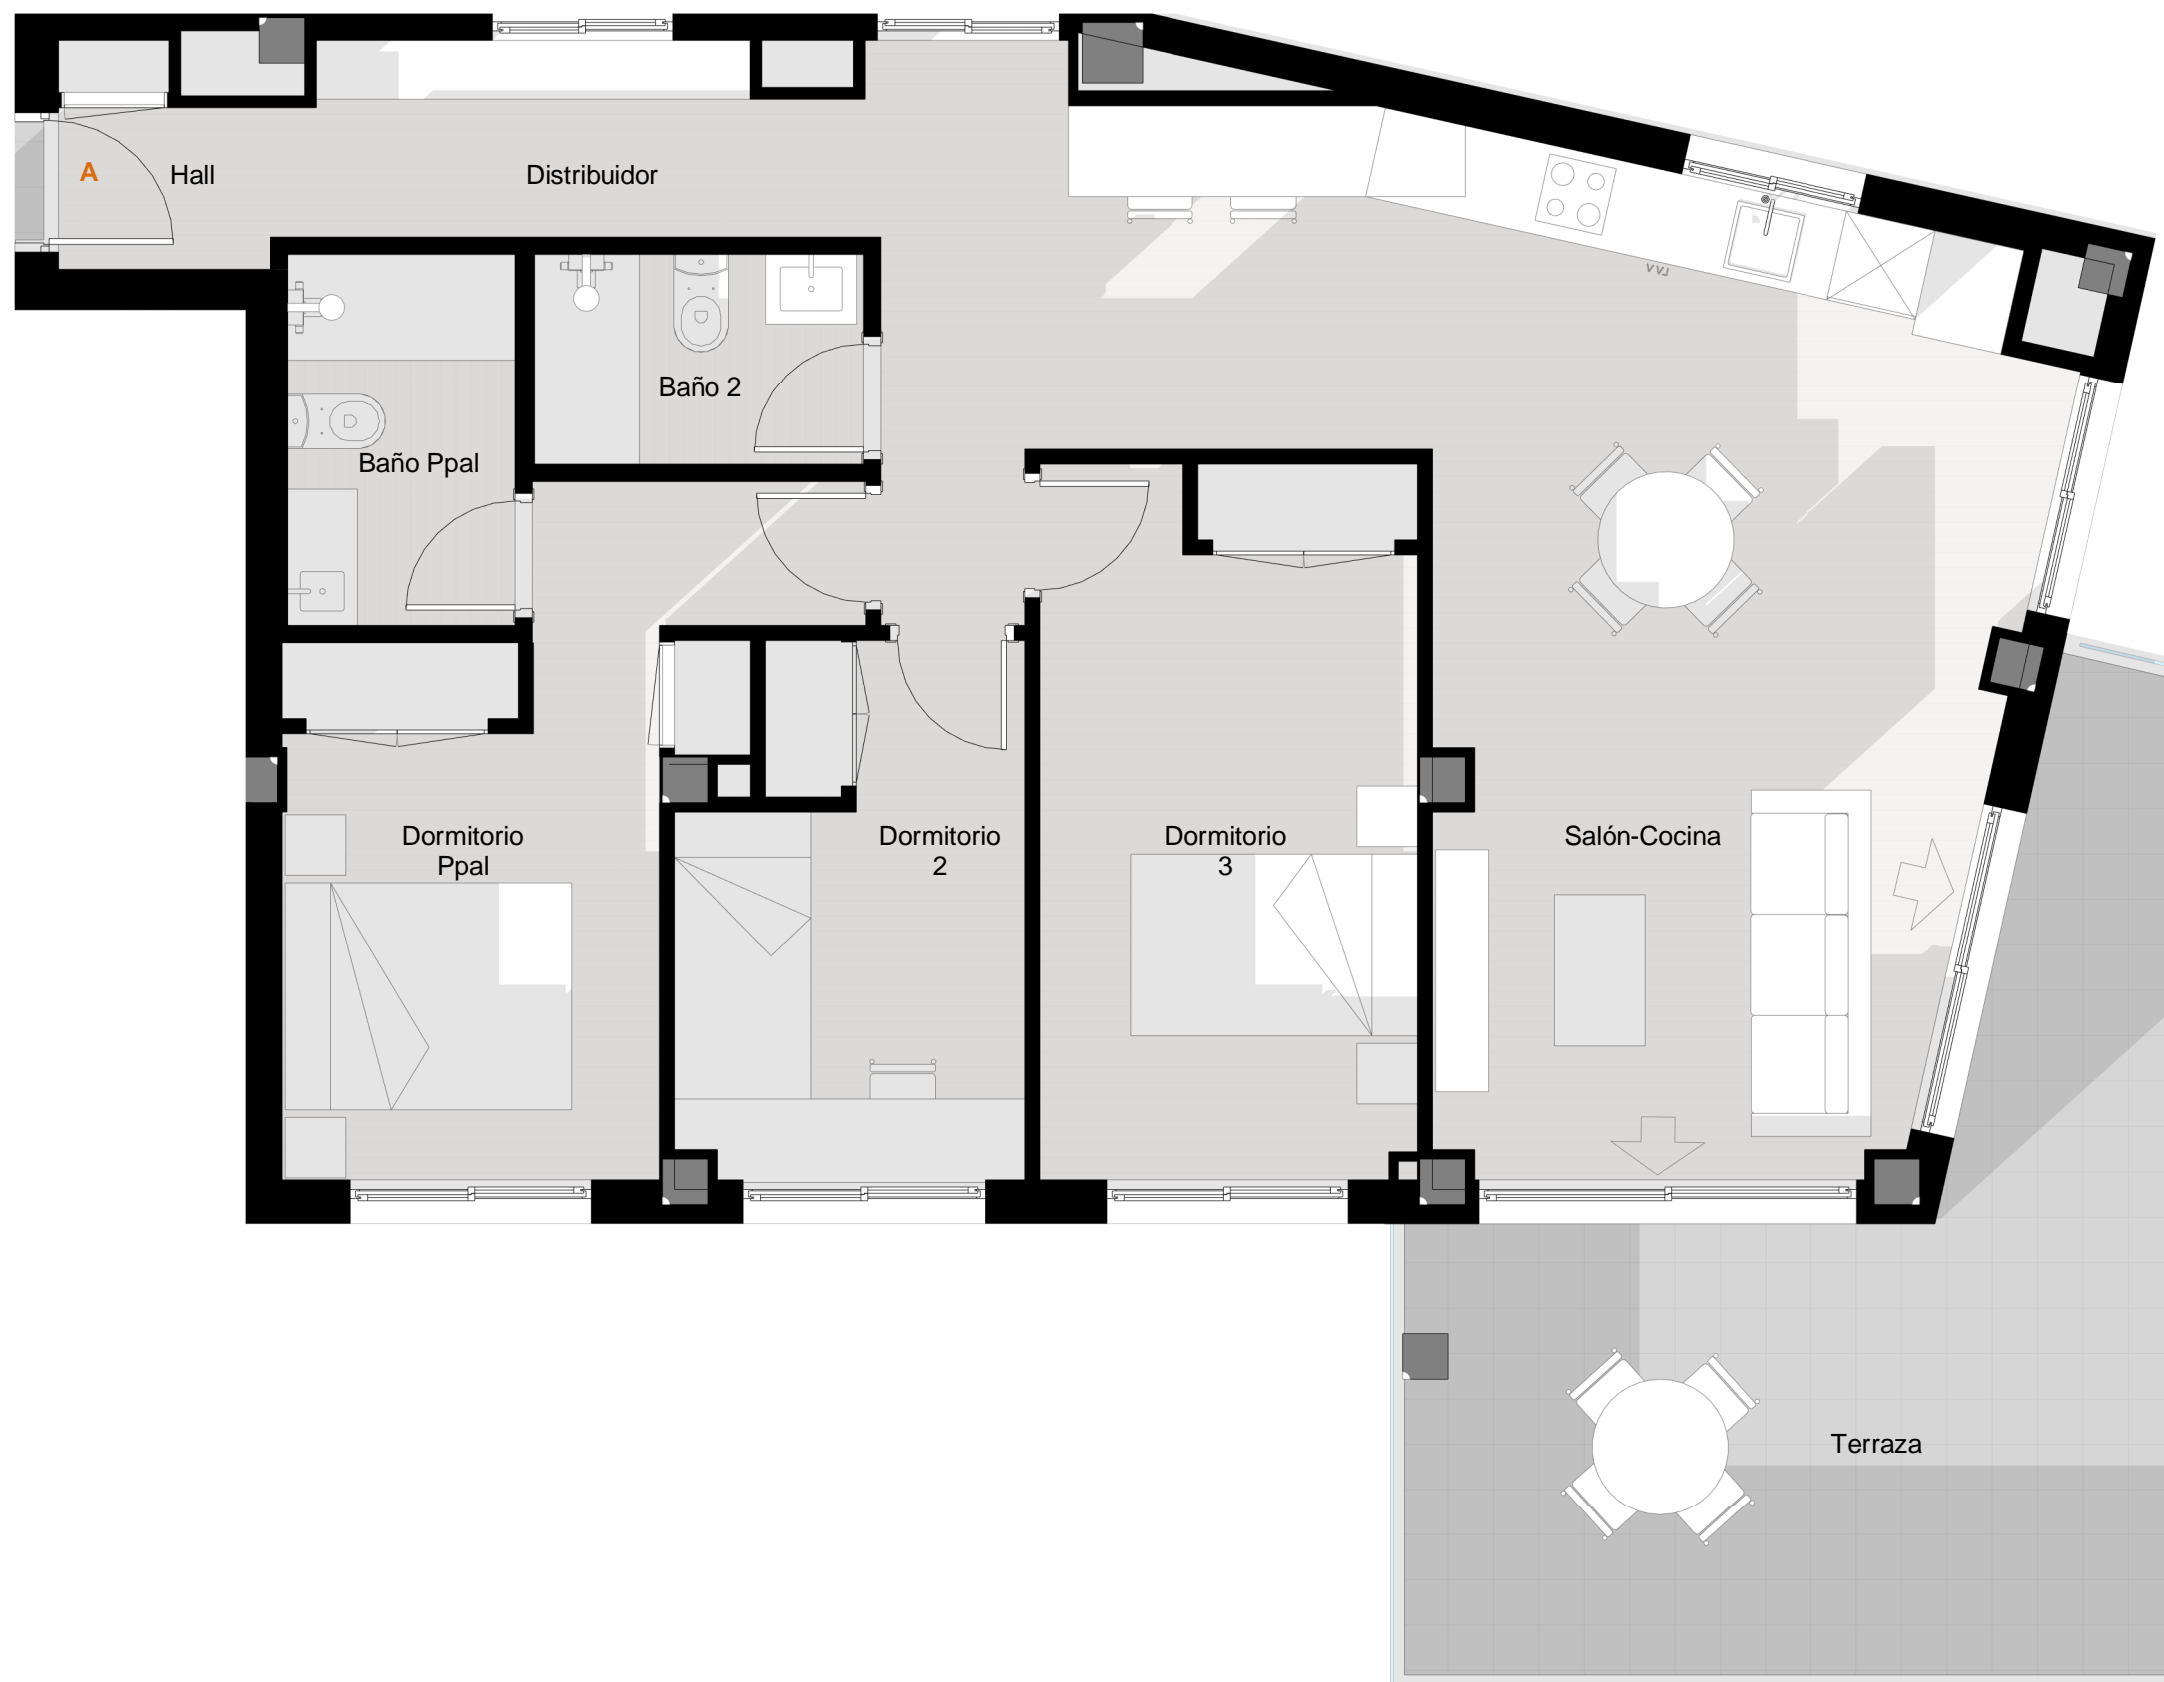 A
Hall
Distribuidor
Baño 2
Baño Ppal
Dormitorio
Ppal
Dormitorio
2
Dormitorio
3
Salón-Cocina
Terraza